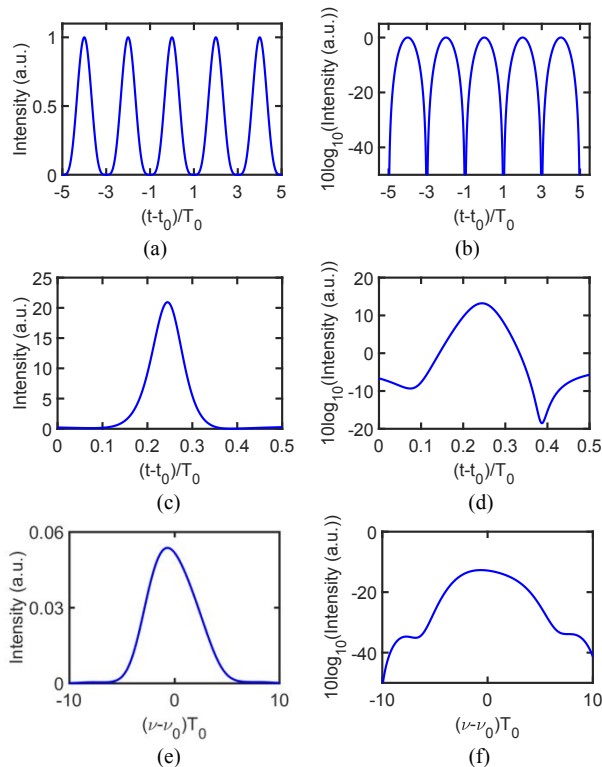 1
0.5
0
-5 -3 -1 1 3 5
Intensity (a.u.)
(t-t0)/T0
(a)
0
-20
-40
-5 -3 -1 1 3 5
10log10(Intensity (a.u.))
(t-t0)/T0
(b)
25
20
15
10
5
0
0 0.1 0.2 0.3 0.4 0.5
Intensity (a.u.)
(t-t0)/T0
(c)
20
10
0
-10
-20
0 0.1 0.2 0.3 0.4 0.5
10log10(Intensity (a.u.))
(t-t0)/T0
(d)
0.06
0.03
0
-10 0 10
Intensity (a.u.)
(ν-ν0)T0
(e)
0
-20
-40
-10 0 10
10log10(Intensity (a.u.))
(ν-ν0)T0
(f)